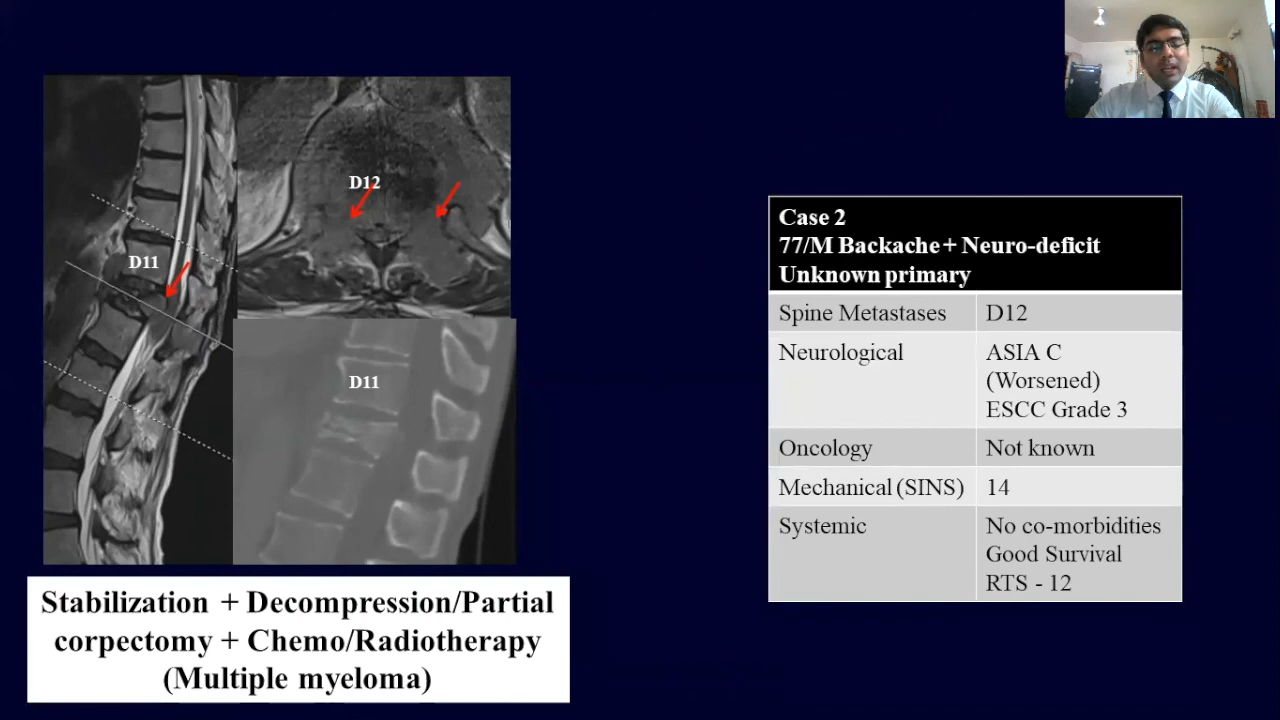 D11
D12
D11
Stabilization + Decompression/Partial
corpectomy + Chemo/Radiotherapy
(Multiple myeloma)
Case 2
77/M Backache + Neuro-deficit
Unknown primary
Spine Metastases D12
Neurological ASIA C
(Worsened)
ESCC Grade 3
Oncology Not known
Mechanical (SINS) 14
Systemic No co-morbidities
Good Survival
RTS - 12